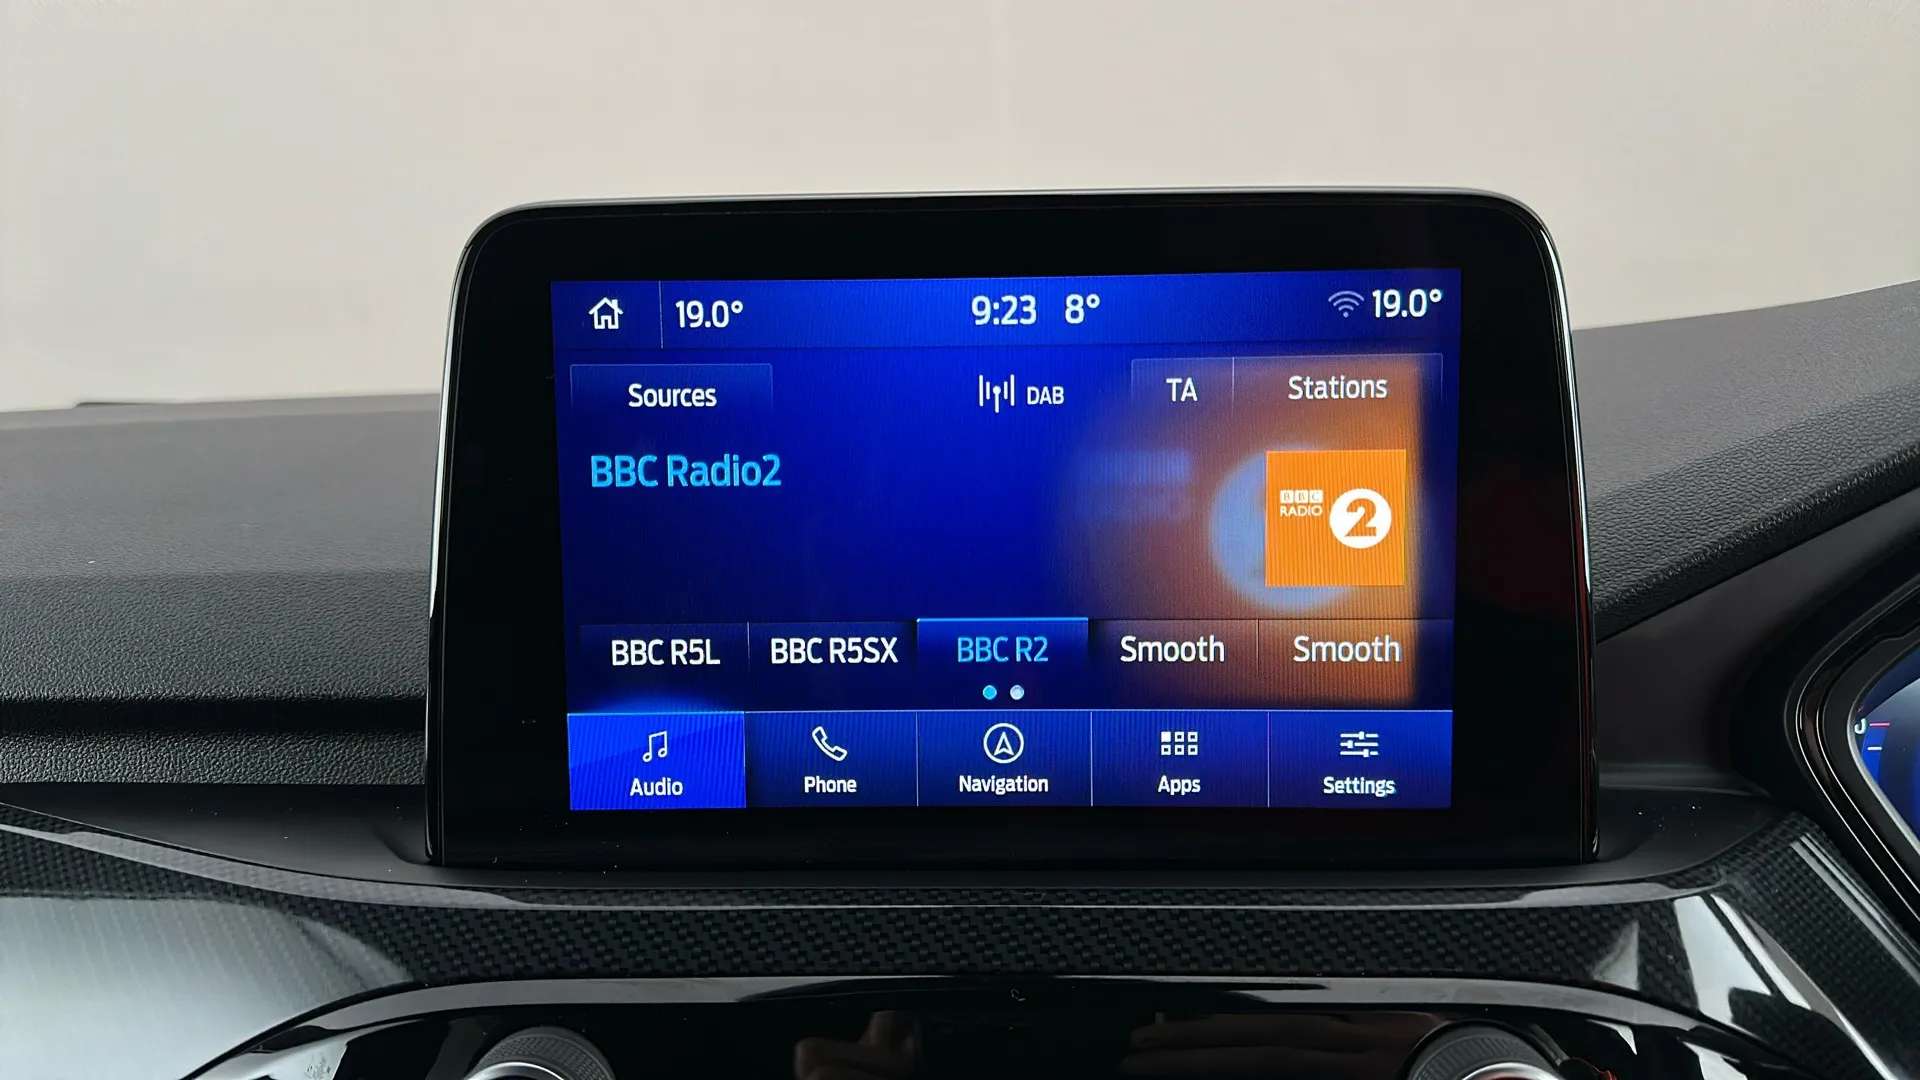 19.0° 9:23 8° 19.0°
Sources DAB TA Stations
BBC Radio2
BBC
RADIO 2
BBC R5L BBC R5SX BBC R2 Smooth Smooth
Audio Phone Navigation Apps Settings